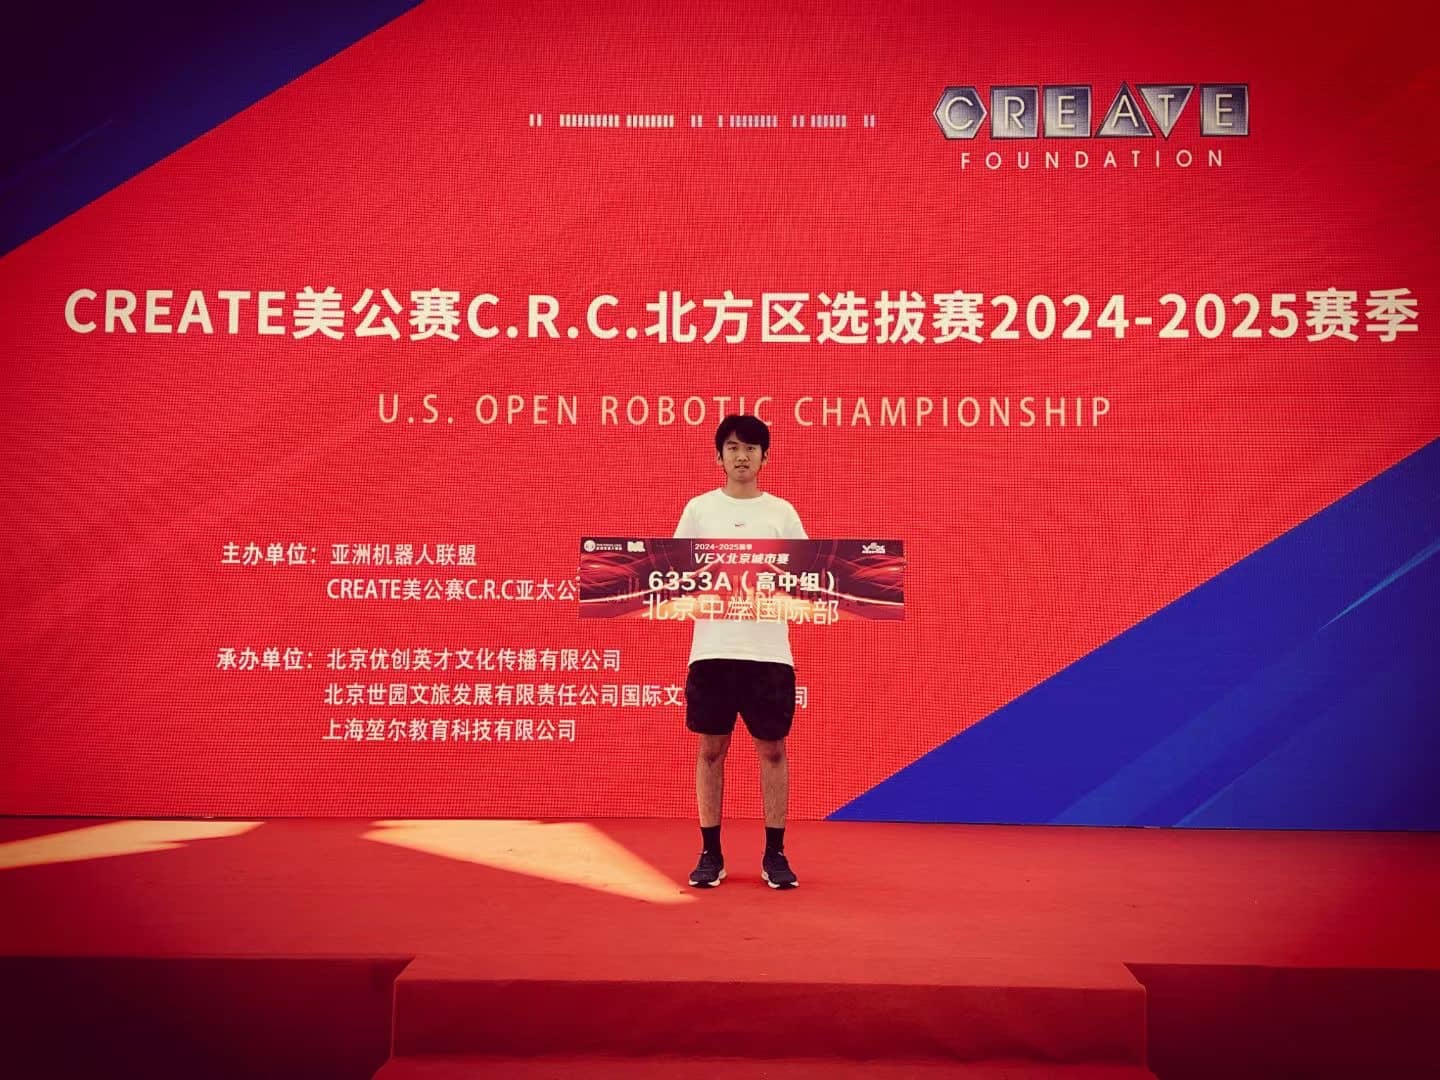 CREATE
FOUNDATION
CREATE美公赛C.R.C.北方区选拔赛2024-2025赛季
U.S. OPEN ROBOTIC CHAMPIONSHIP
主办单位：亚洲机器人联盟
CREATE美公赛C.R.C亚太公
承办单位：北京优创英才文化传播有限公司
北京世园文旅发展有限责任公司国际文 司
上海堃尔教育科技有限公司
2024-2025赛季
VEX北京城市赛
6353A（高中组）
北京中学国际部